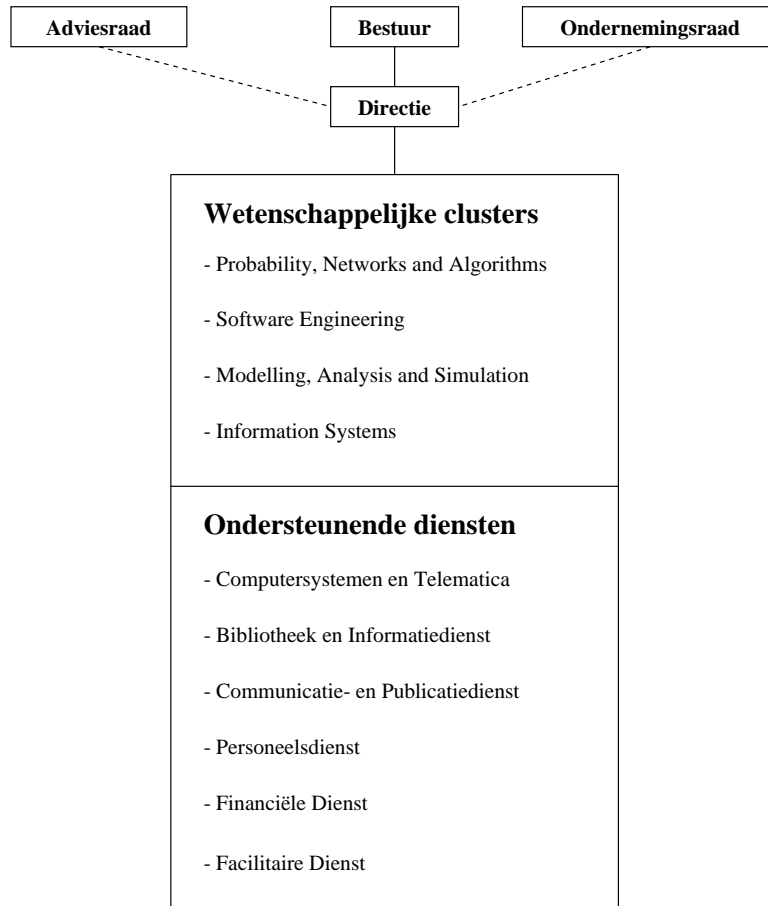 Adviesraad
Bestuur
Ondernemingsraad
Directie
Wetenschappelijke clusters
- Probability, Networks and Algorithms
- Software Engineering
- Modelling, Analysis and Simulation
- Information Systems
Ondersteunende diensten
- Computersystemen en Telematica
- Bibliotheek en Informatiedienst
- Communicatie- en Publicatiedienst
- Personeelsdienst
- Financiële Dienst
- Facilitaire Dienst